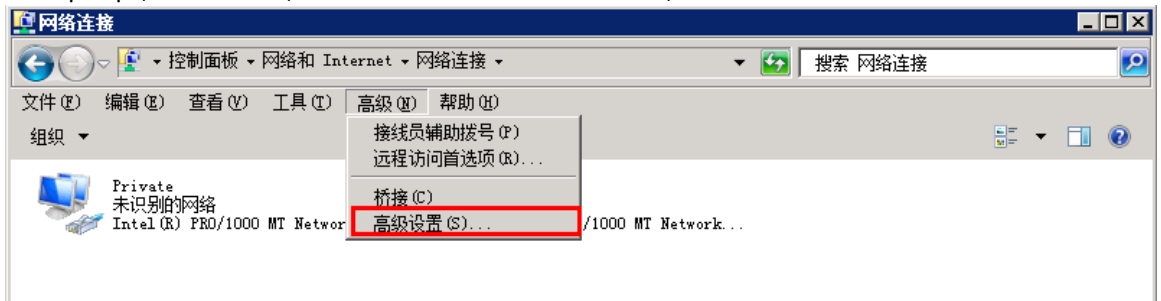 网络连接
控制面板 网络和 Internet 网络连接
搜索 网络连接
文件(F) 编辑(E) 查看(V) 工具(T) 高级(N) 帮助(H)
组织
接线员辅助拨号(P)
远程访问首选项(R)...
桥接(C)
高级设置(S)...
Private
未识别的网络
Intel(R) PRO/1000 MT Networ
/1000 MT Network...